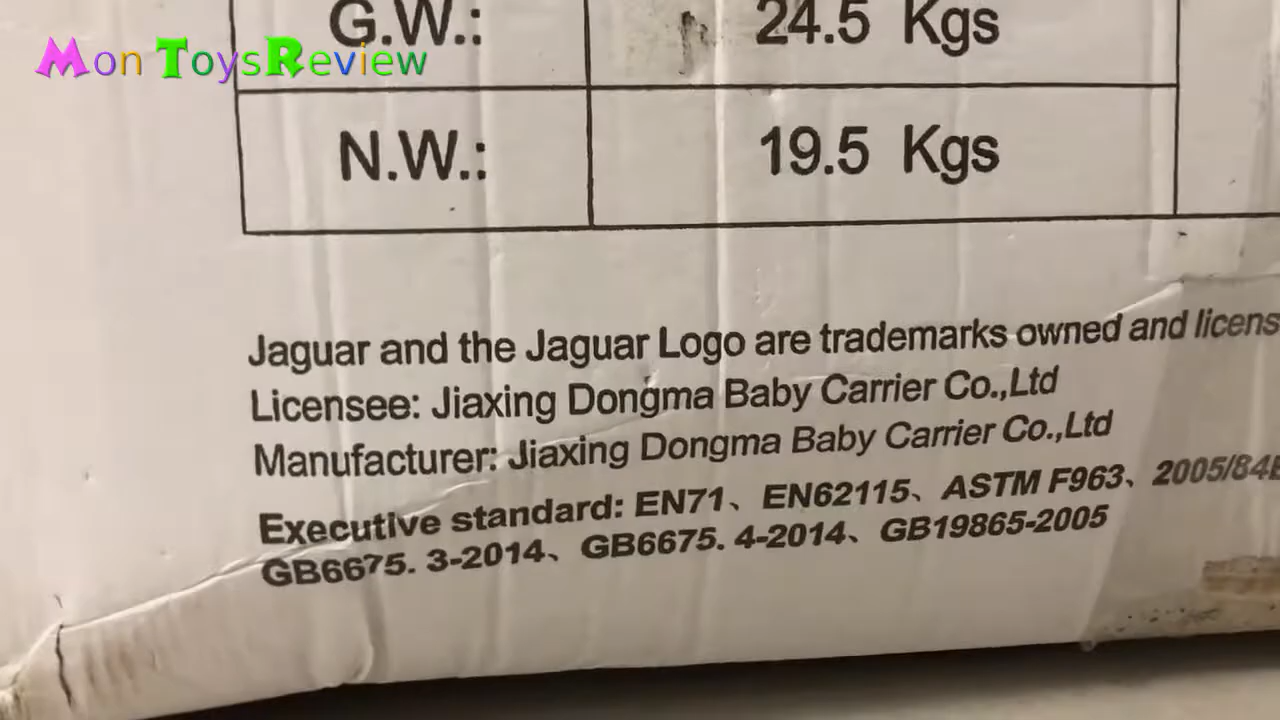 Mon ToysReview
G.W.: 24.5 Kgs
N.W.: 19.5 Kgs
Jaguar and the Jaguar Logo are trademarks owned and licens
Licensee: Jiaxing Dongma Baby Carrier Co.,Ltd
Manufacturer: Jiaxing Dongma Baby Carrier Co.,Ltd
Executive standard: EN71、EN62115、ASTM F963、2005/84E
GB6675. 3-2014、GB6675. 4-2014、GB19865-2005